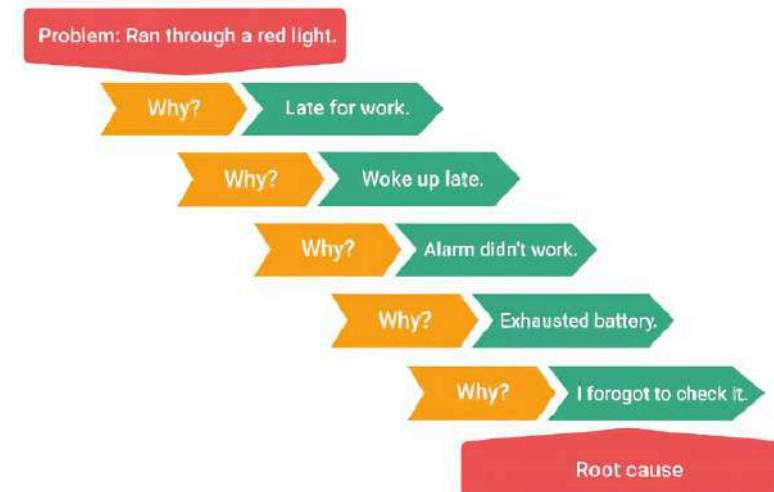 Problem: Ran through a red light.
Why? Late for work.
Why? Woke up late.
Why? Alarm didn't work.
Why? Exhausted battery.
Why? I forogot to check it.
Root cause